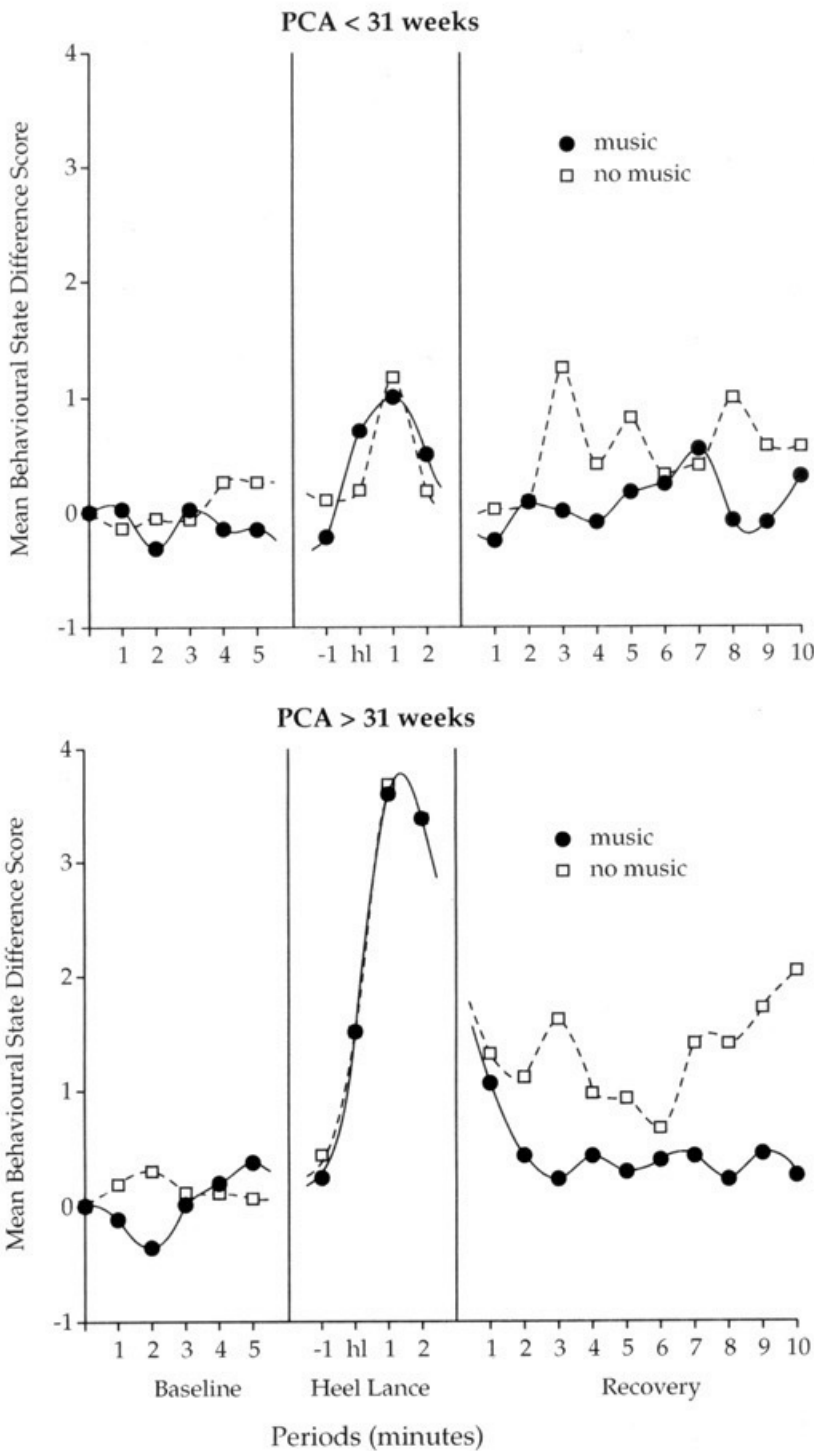 PCA < 31 weeks
4
3
2
1
0
-1
Mean Behavioural State Difference Score
music
no music
1 2 3 4 5 -1 hl 1 2 1 2 3 4 5 6 7 8 9 10
PCA > 31 weeks
4
3
2
1
0
-1
Mean Behavioural State Difference Score
music
no music
1 2 3 4 5 -1 hl 1 2 1 2 3 4 5 6 7 8 9 10
Baseline Heel Lance Recovery
Periods (minutes)